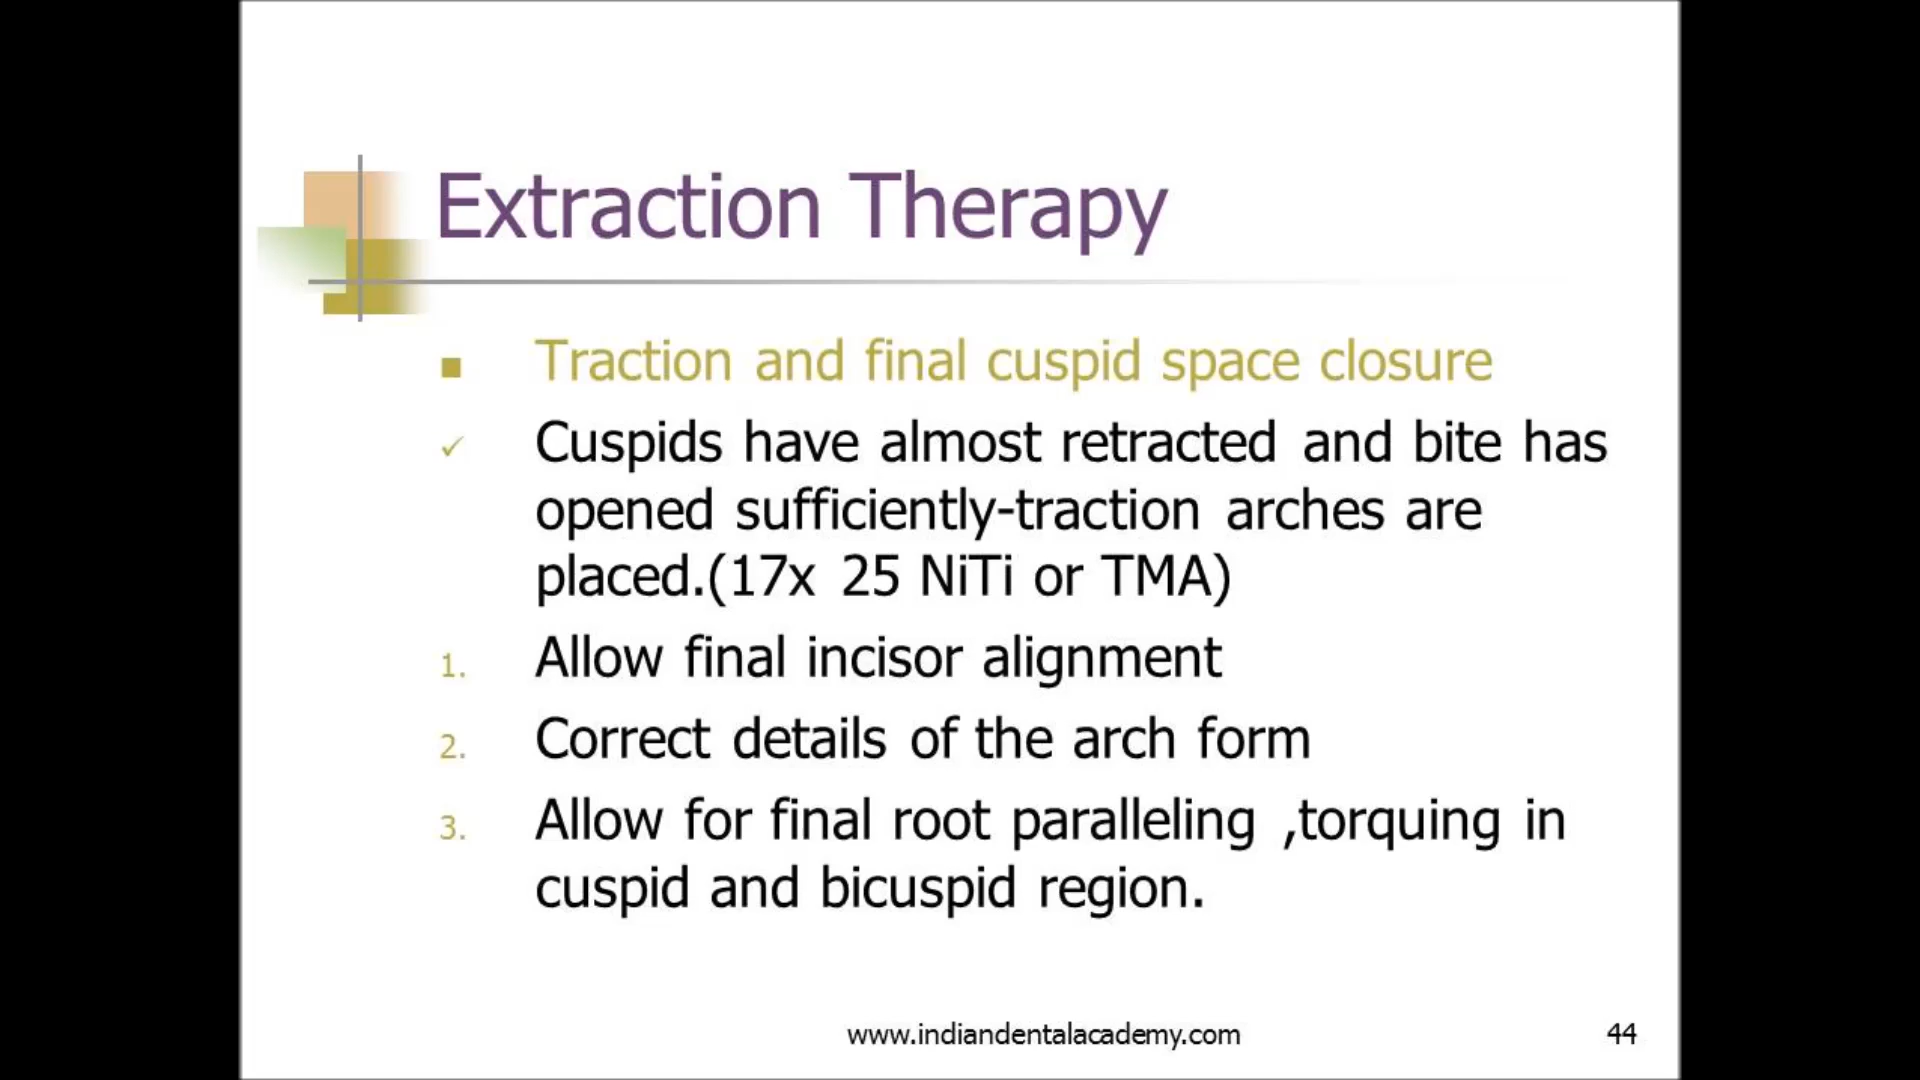 Extraction Therapy
Traction and final cuspid space closure
Cuspids have almost retracted and bite has
opened sufficiently-traction arches are
placed.(17x 25 NiTi or TMA)
1. Allow final incisor alignment
2. Correct details of the arch form
3. Allow for final root paralleling ,torquing in
cuspid and bicuspid region.
www.indiandentalacademy.com
44